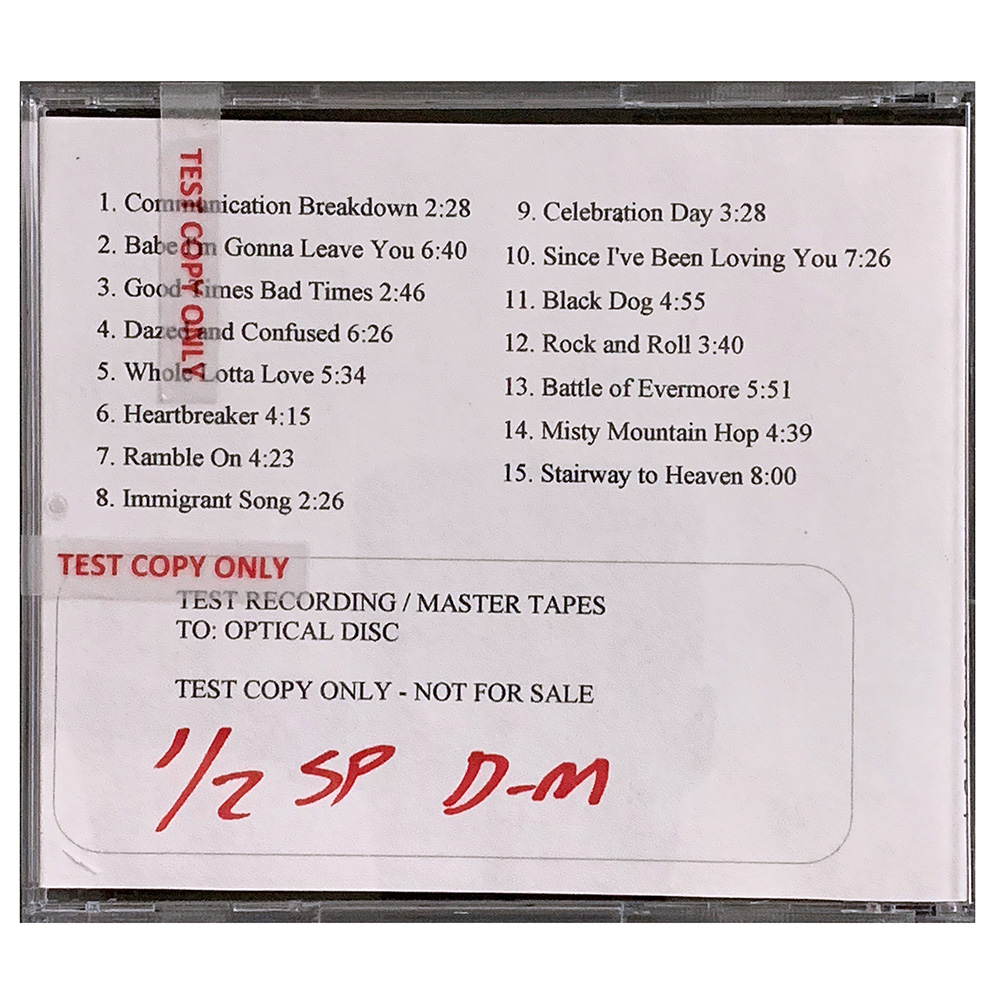 TEST COPY ONLY
1. Communication Breakdown 2:28
2. Babe I'm Gonna Leave You 6:40
3. Good Times Bad Times 2:46
4. Dazed and Confused 6:26
5. Whole Lotta Love 5:34
6. Heartbreaker 4:15
7. Ramble On 4:23
8. Immigrant Song 2:26
9. Celebration Day 3:28
10. Since I've Been Loving You 7:26
11. Black Dog 4:55
12. Rock and Roll 3:40
13. Battle of Evermore 5:51
14. Misty Mountain Hop 4:39
15. Stairway to Heaven 8:00
TEST COPY ONLY
TEST RECORDING / MASTER TAPES
TO: OPTICAL DISC
TEST COPY ONLY - NOT FOR SALE
1/2 SP D-M